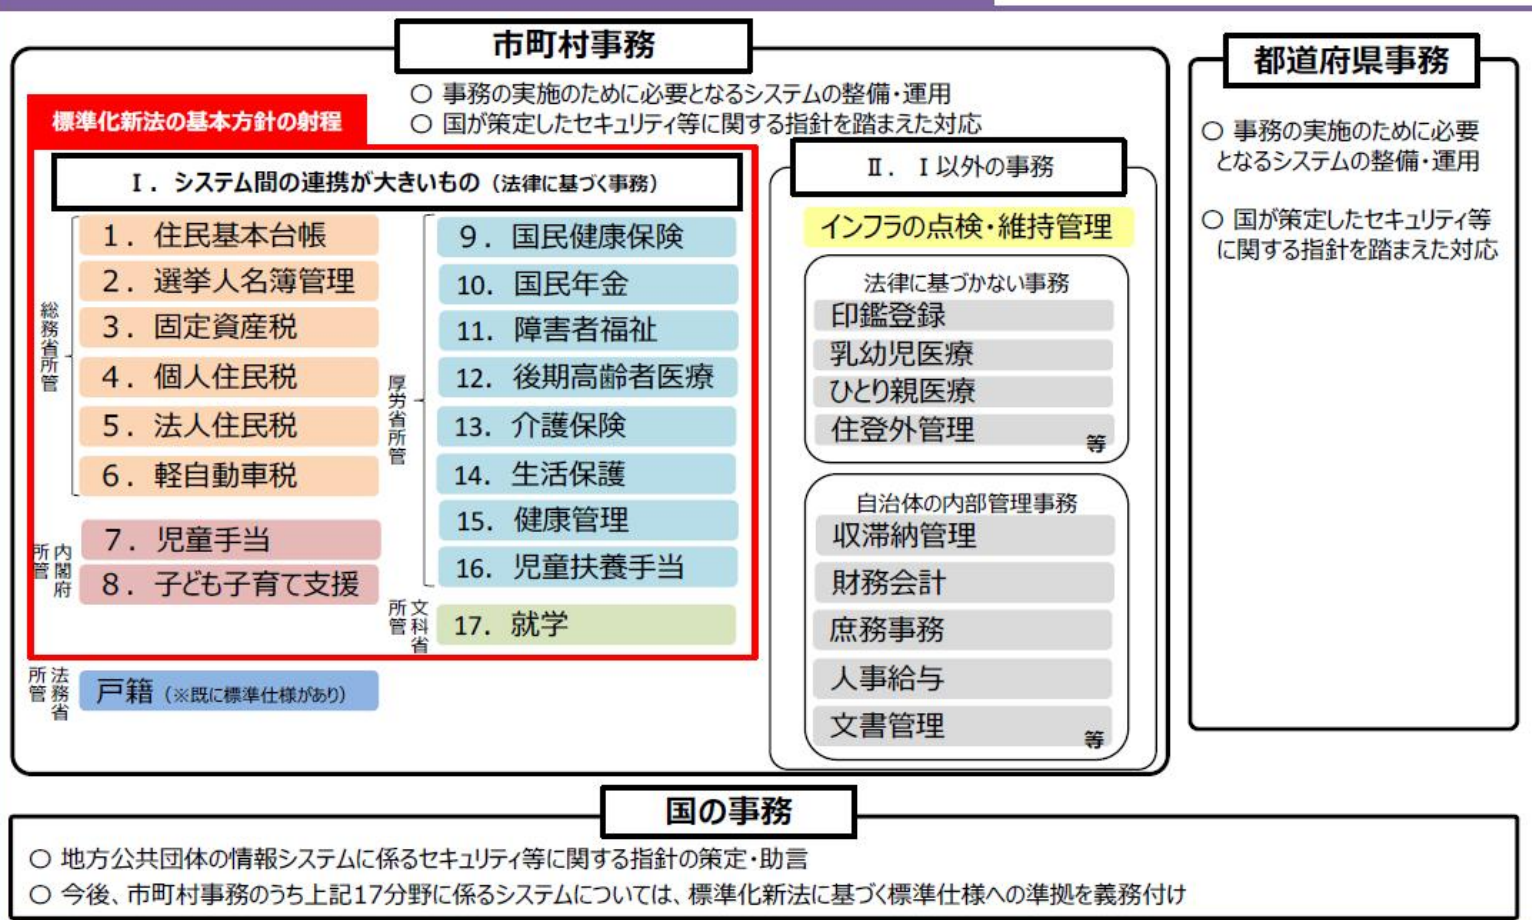 市町村事務
○ 事務の実施のために必要となるシステムの整備・運用
○ 国が策定したセキュリティ等に関する指針を踏まえた対応
標準化新法の基本方針の射程
Ⅰ．システム間の連携が大きいもの（法律に基づく事務）
総務省所管
１．住民基本台帳
２．選挙人名簿管理
３．固定資産税
４．個人住民税
５．法人住民税
６．軽自動車税
内閣府所管
７．児童手当
８．子ども子育て支援
厚労省所管
９．国民健康保険
10．国民年金
11．障害者福祉
12．後期高齢者医療
13．介護保険
14．生活保護
15．健康管理
16．児童扶養手当
文科省所管
17．就学
法務省所管
戸籍（※既に標準仕様があり）
Ⅱ．Ⅰ以外の事務
インフラの点検・維持管理
法律に基づかない事務
印鑑登録
乳幼児医療
ひとり親医療
住登外管理 等
自治体の内部管理事務
収滞納管理
財務会計
庶務事務
人事給与
文書管理 等
都道府県事務
○ 事務の実施のために必要
となるシステムの整備・運用
○ 国が策定したセキュリティ等
に関する指針を踏まえた対応
国の事務
○ 地方公共団体の情報システムに係るセキュリティ等に関する指針の策定・助言
○ 今後、市町村事務のうち上記17分野に係るシステムについては、標準化新法に基づく標準仕様への準拠を義務付け